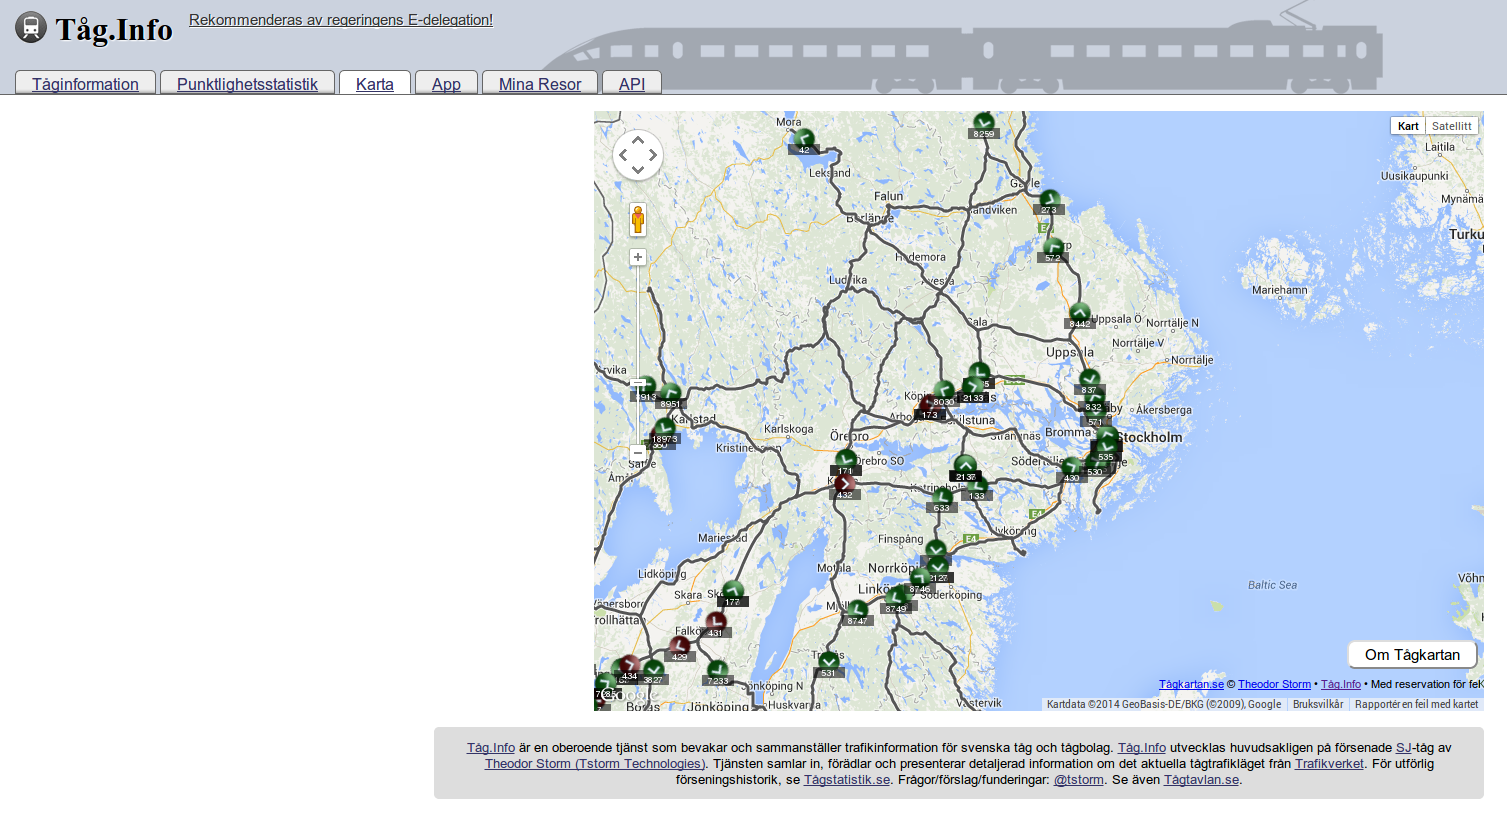 Tåg.Info
Rekommenderas av regeringens E-delegation!
Tåginformation
Punktlighetsstatistik
Karta
App
Mina Resor
API
Kart
Satellitt
Mora
42
8259
Laitila
Leksand
Uusikaupunki
Falun
Gävle
Mynämä
273
Borlänge
Sandviken
E4
Turku
572
Hedemora
Ludvika
Avesta
Mariehamn
Sala
8442
Uppsala Ö
Norrtälje N
Norrtälje V
Uppsala
Norrtälje
8913
8951
8030
2133
837
832
Åkersberga
173
571
Karlstad
Karlskoga
Eskilstuna
18973
Kristinehamn
Örebro
Strängnäs
Bromma
Stockholm
535
Säffle
171
Örebro SO
2137
Södertälje
430
530
Åmål
432
Katrineholm
133
633
E4
Mariestad
Finspång
E4
Nyköping
Lidköping
Motala
Norrköping
2127
8746
Söderköping
Baltic Sea
Skara
177
Mjölby
8747
Linköping
8749
Vänersborg
Trollhättan
Falköping
431
429
434
3827
7233
Tranås
531
Jönköping N
Om Tågkartan
Google
Borås
Jönköping
Huskvarna
Västervik
Tågkartan.se © Theodor Storm • Tåg.Info • Med reservation för fe
Kartdata ©2014 GeoBasis-DE/BKG (©2009), Google
Bruksvilkår
Rapportér en feil med kartet
Tåg.Info är en oberoende tjänst som bevakar och sammanställer trafikinformation för svenska tåg och tågbolag. Tåg.Info utvecklas huvudsakligen på försenade SJ-tåg av
Theodor Storm (Tstorm Technologies). Tjänsten samlar in, förädlar och presenterar detaljerad information om det aktuella tågtrafikläget från Trafikverket. För utförlig
förseningshistorik, se Tågstatistik.se. Frågor/förslag/funderingar: @tstorm. Se även Tågtavlan.se.